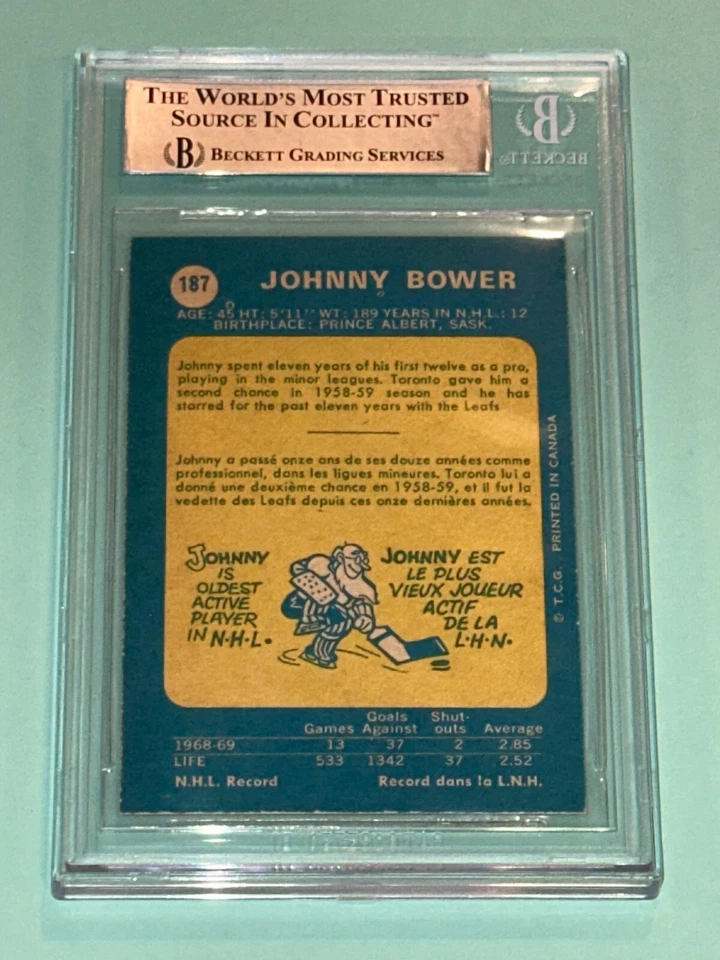 THE WORLD'S MOST TRUSTED
SOURCE IN COLLECTING™
B BECKETT GRADING SERVICES
B
BECKETT®
187
JOHNNY BOWER
AGE: 45 HT: 5'11" WT: 189 YEARS IN N.H.L.: 12
BIRTHPLACE: PRINCE ALBERT, SASK.
Johnny spent eleven years of his first twelve as a pro,
playing in the minor leagues. Toronto gave him a
second chance in 1958-59 season and he has
starred for the past eleven years with the Leafs
Johnny a passé onze ans de ses douze années comme
professionnel, dans les ligues mineures. Toronto lui a
donné une deuxième chance en 1958-59, et il fut la
vedette des Leafs depuis ces onze dernières années.
JOHNNY
IS
OLDEST
ACTIVE
PLAYER
IN N·H·L.
JOHNNY EST
LE PLUS
VIEUX JOUEUR
ACTIF
DE LA
L·H·N.
© T.C.G. PRINTED IN CANADA
Games Goals Against Shut-outs Average
1968-69 13 37 2 2.85
LIFE 533 1342 37 2.52
N.H.L. Record Record dans la L.N.H.